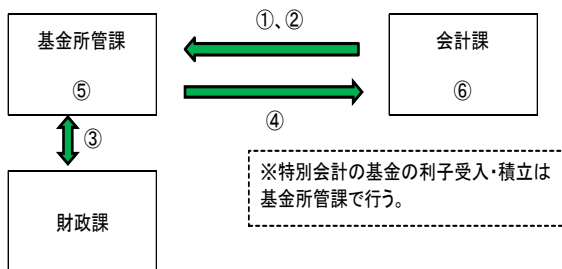 ①、②
基金所管課
会計課
⑤
⑥
④
③
※特別会計の基金の利子受入・積立は
基金所管課で行う。
財政課